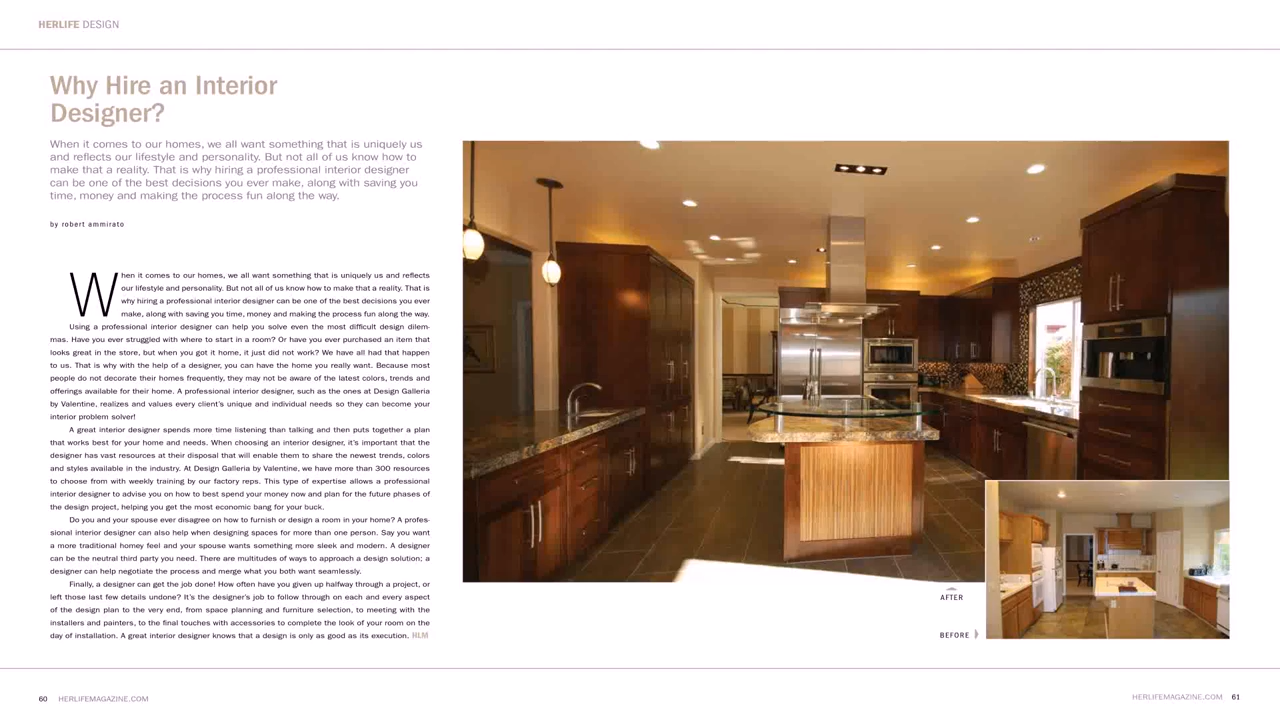 HERLIFE DESIGN
Why Hire an Interior
Designer?
When it comes to our homes, we all want something that is uniquely us
and reflects our lifestyle and personality. But not all of us know how to
make that a reality. That is why hiring a professional interior designer
can be one of the best decisions you ever make, along with saving you
time, money and making the process fun along the way.
by robert ammirato
When it comes to our homes, we all want something that is uniquely us and reflects
our lifestyle and personality. But not all of us know how to make that a reality. That is
why hiring a professional interior designer can be one of the best decisions you ever
make, along with saving you time, money and making the process fun along the way.
Using a professional interior designer can help you solve even the most difficult design dilem-
mas. Have you ever struggled with where to start in a room? Or have you ever purchased an item that
looks great in the store, but when you got it home, it just did not work? We have all had that happen
to us. That is why with the help of a designer, you can have the home you really want. Because most
people do not decorate their homes frequently, they may not be aware of the latest colors, trends and
offerings available for their home. A professional interior designer, such as the ones at Design Galleria
by Valentine, realizes and values every client's unique and individual needs so they can become your
interior problem solver!
A great interior designer spends more time listening than talking and then puts together a plan
that works best for your home and needs. When choosing an interior designer, it's important that the
designer has vast resources at their disposal that will enable them to share the newest trends, colors
and styles available in the industry. At Design Galleria by Valentine, we have more than 300 resources
to choose from with weekly training by our factory reps. This type of expertise allows a professional
interior designer to advise you on how to best spend your money now and plan for the future phases of
the design project, helping you get the most economic bang for your buck.
Do you and your spouse ever disagree on how to furnish or design a room in your home? A profes-
sional interior designer can also help when designing spaces for more than one person. Say you want
a more traditional homey feel and your spouse wants something more sleek and modern. A designer
can be the neutral third party you need. There are multitudes of ways to approach a design solution; a
designer can help negotiate the process and merge what you both want seamlessly.
Finally, a designer can get the job done! How often have you given up halfway through a project, or
left those last few details undone? It's the designer's job to follow through on each and every aspect
of the design plan to the very end, from space planning and furniture selection, to meeting with the
installers and painters, to the final touches with accessories to complete the look of your room on the
day of installation. A great interior designer knows that a design is only as good as its execution. HLM
AFTER
BEFORE
60 HERLIFEMAGAZINE.COM
HERLIFEMAGAZINE.COM 61